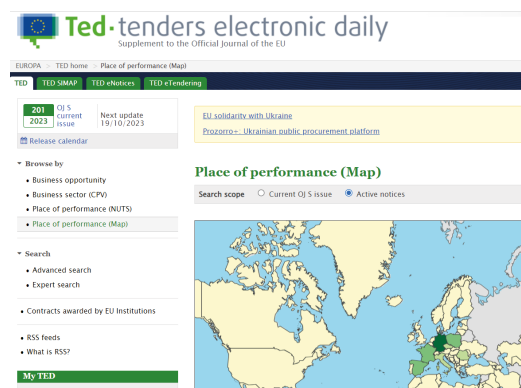 Ted tenders electronic daily
Supplement to the Official Journal of the EU
EUROPA > TED home > Place of performance (Map)
TED TED SIMAP TED eNotices TED eTendering
201 2023 OJ S current issue Next update 19/10/2023
Release calendar
Browse by
Business opportunity
Business sector (CPV)
Place of performance (NUTS)
Place of performance (Map)
Search
Advanced search
Expert search
Contracts awarded by EU Institutions
RSS feeds
What is RSS?
My TED
EU solidarity with Ukraine
Prozorro+. Ukrainian public procurement platform
Place of performance (Map)
Search scope Current OJ S issue Active notices